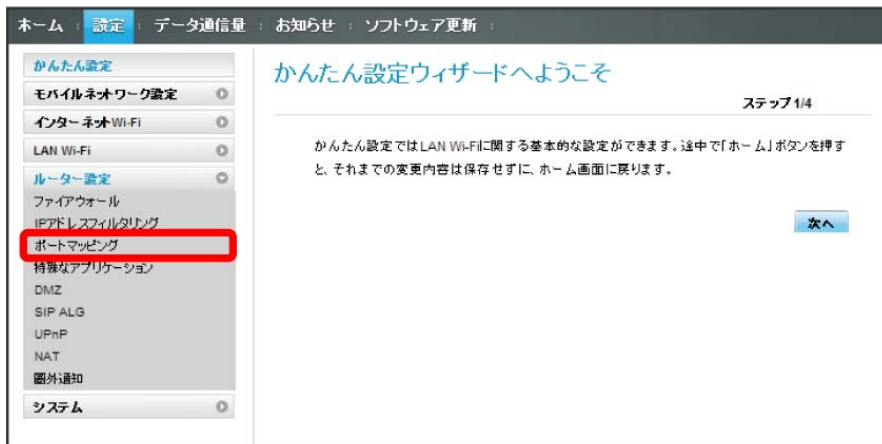 ホーム 設定 データ通信量 お知らせ ソフトウェア更新
かんたん設定
モバイルネットワーク設定
インターネットWi-Fi
LAN Wi-Fi
ルーター設定
ファイアウォール
IPアドレスフィルタリング
ポートマッピング
特殊なアプリケーション
DMZ
SIP ALG
UPnP
NAT
圏外通知
システム
かんたん設定ウィザードへようこそ
ステップ1/4
かんたん設定ではLAN Wi-Fiに関する基本的な設定ができます。途中で「ホーム」ボタンを押す
と、それまでの変更内容は保存せずに、ホーム画面に戻ります。
次へ